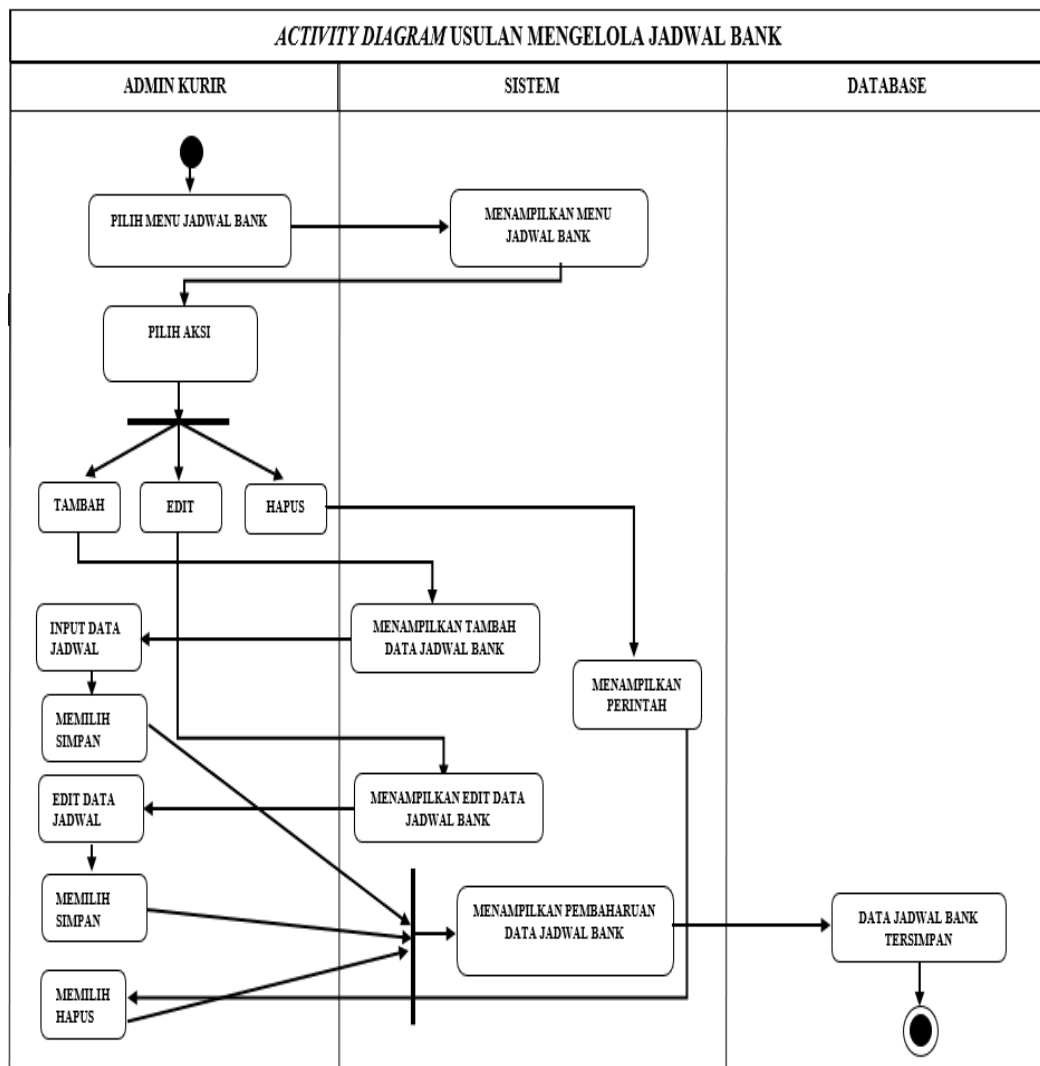 ACTIVITY DIAGRAM USULAN MENGELOLA JADWAL BANK
ADMIN KURIR
SISTEM
DATABASE
PILIH MENU JADWAL BANK
MENAMPILKAN MENU
JADWAL BANK
PILIH AKSI
TAMBAH
EDIT
HAPUS
INPUT DATA
JADWAL
MENAMPILKAN TAMBAH
DATA JADWAL BANK
MENAMPILKAN
PERINTAH
MEMILIH
SIMPAN
EDIT DATA
JADWAL
MENAMPILKAN EDIT DATA
JADWAL BANK
MEMILIH
SIMPAN
MENAMPILKAN PEMBAHARUAN
DATA JADWAL BANK
DATA JADWAL BANK
TERSIMPAN
MEMILIH
HAPUS